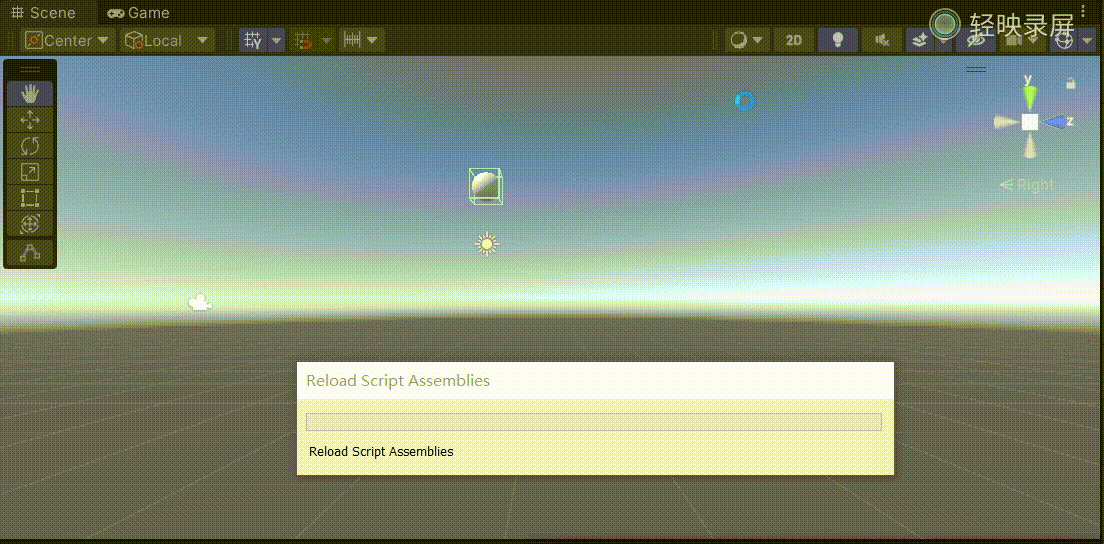 Scene Game
轻映录屏
Center Local 2D
y
z
Right
Reload Script Assemblies
Reload Script Assemblies